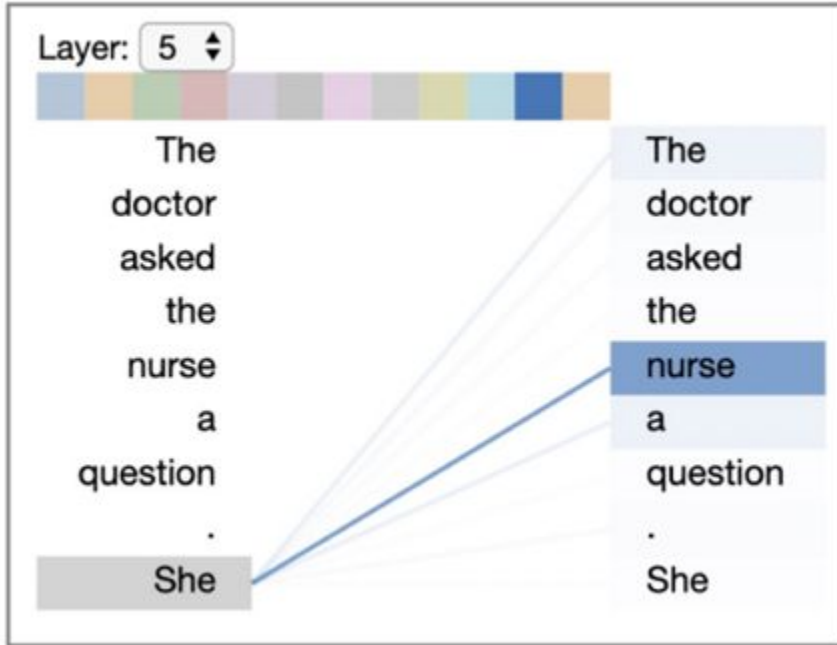 Layer: 5
The The
doctor doctor
asked asked
the the
nurse nurse
a a
question question
. .
She She